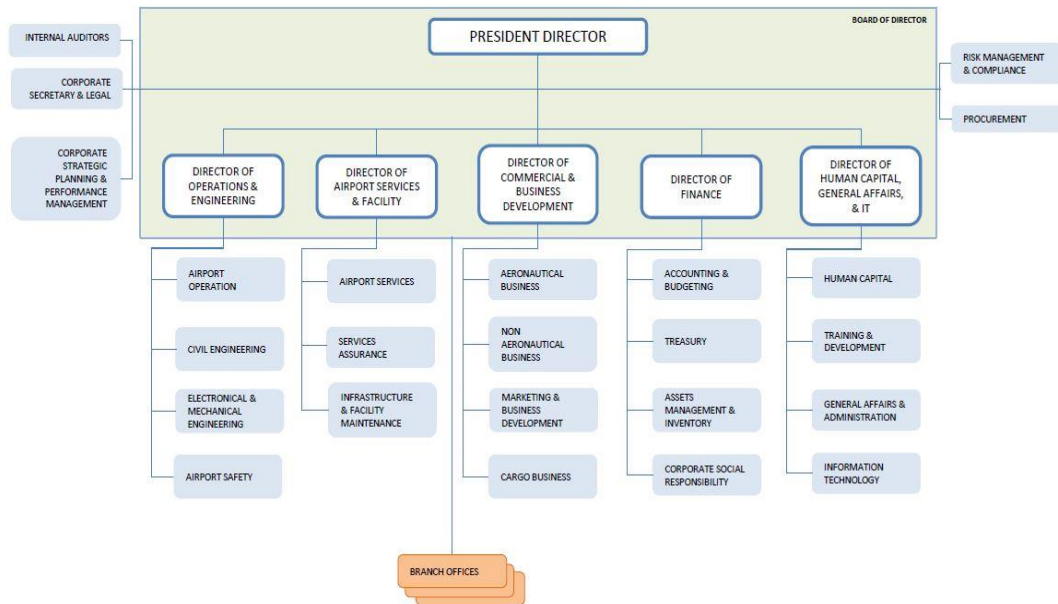 BOARD OF DIRECTOR
PRESIDENT DIRECTOR
INTERNAL AUDITORS
CORPORATE
SECRETARY & LEGAL
CORPORATE
STRATEGIC
PLANNING &
PERFORMANCE
MANAGEMENT
RISK MANAGEMENT
& COMPLIANCE
PROCUREMENT
DIRECTOR OF
OPERATIONS &
ENGINEERING
DIRECTOR OF
AIRPORT SERVICES
& FACILITY
DIRECTOR OF
COMMERCIAL &
BUSINESS
DEVELOPMENT
DIRECTOR OF
FINANCE
DIRECTOR OF
HUMAN CAPITAL,
GENERAL AFFAIRS,
& IT
AIRPORT
OPERATION
CIVIL ENGINEERING
ELECTRONICAL &
MECHANICAL
ENGINEERING
AIRPORT SAFETY
AIRPORT SERVICES
SERVICES
ASSURANCE
INFRASTRUCTURE
& FACILITY
MAINTENANCE
AERONAUTICAL
BUSINESS
NON
AERONAUTICAL
BUSINESS
MARKETING &
BUSINESS
DEVELOPMENT
CARGO BUSINESS
ACCOUNTING &
BUDGETING
TREASURY
ASSETS
MANAGEMENT &
INVENTORY
CORPORATE SOCIAL
RESPONSIBILITY
HUMAN CAPITAL
TRAINING &
DEVELOPMENT
GENERAL AFFAIRS &
ADMINISTRATION
INFORMATION
TECHNOLOGY
BRANCH OFFICES